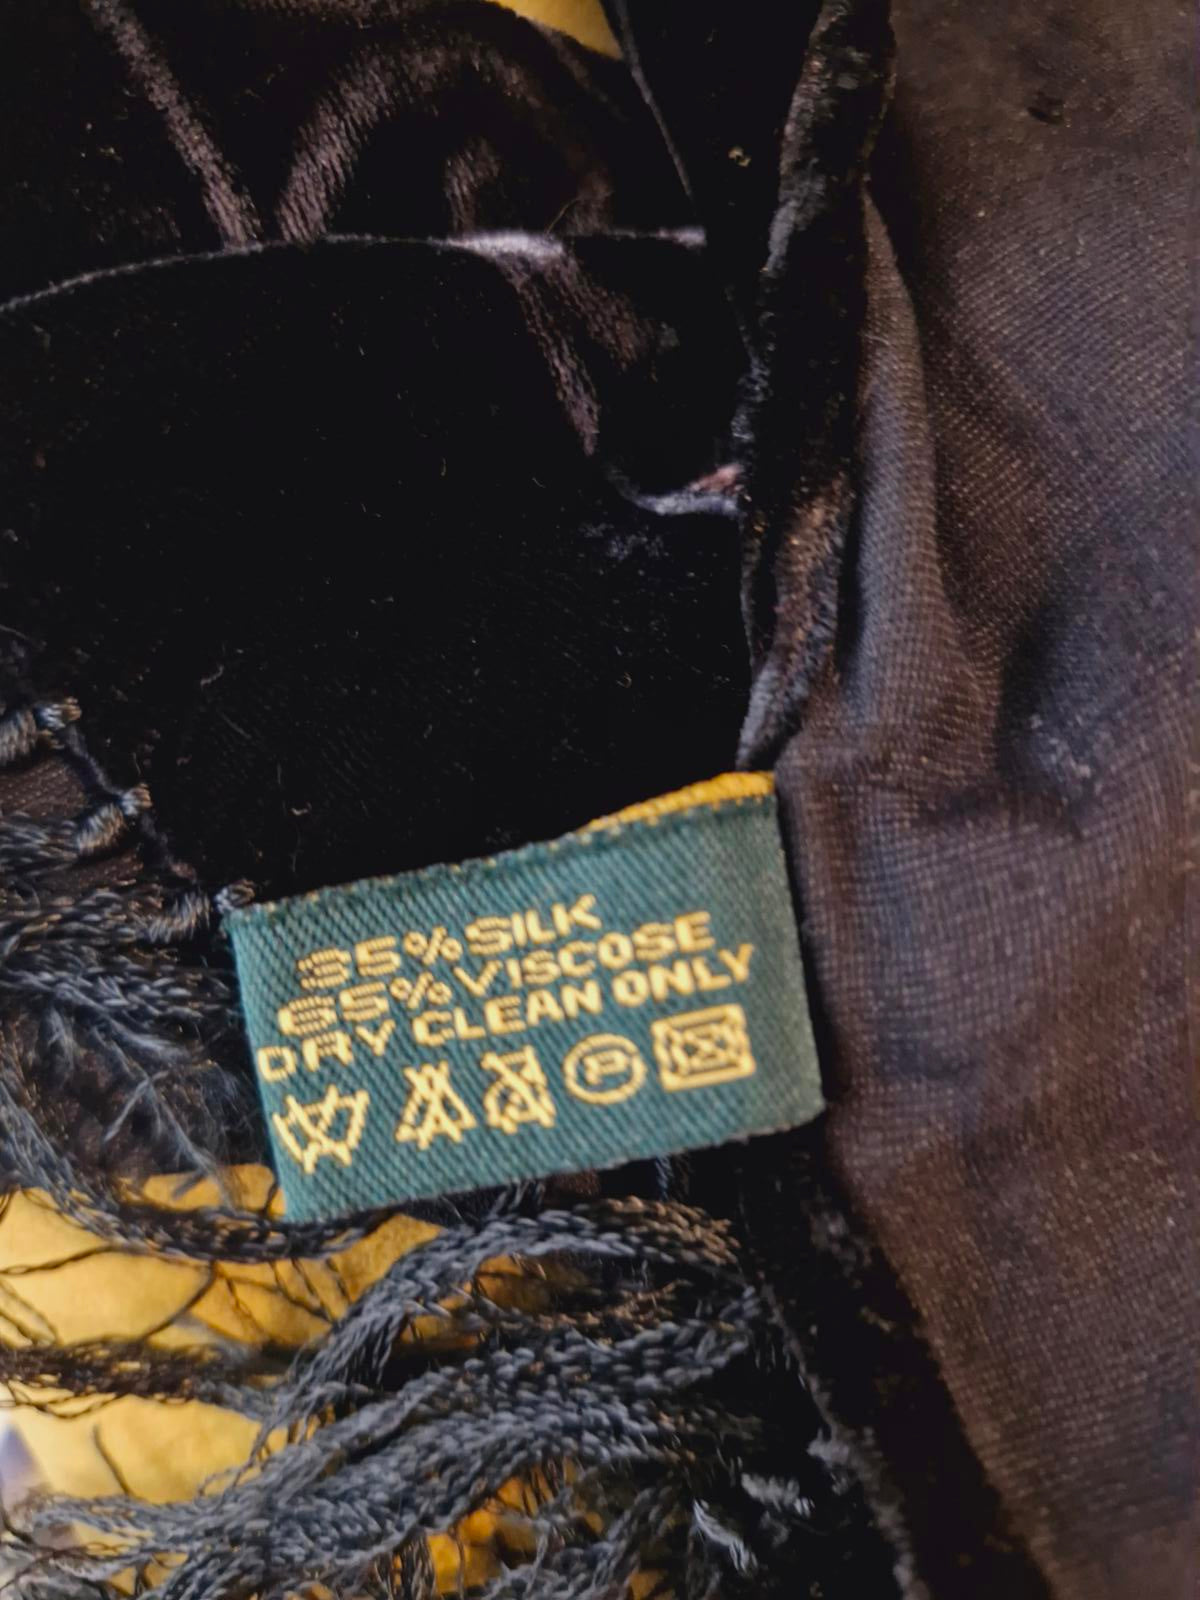 35% SILK
65% VISCOSE
DRY CLEAN ONLY
P